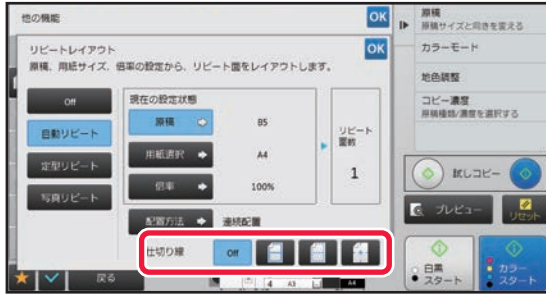 他の機能
OK
リピートレイアウト
OK
原稿、用紙サイズ、倍率の設定から、リピート面をレイアウトします。
Off
自動リピート
定型リピート
写真リピート
現在の設定状態
原稿
B5
用紙選択
A4
倍率
100%
リピート
面数
1
配置方法
連続配置
仕切り線
Off
戻る
4 A3
A4
原稿
原稿サイズと向きを変える
カラーモード
地色調整
コピー濃度
原稿種類/濃度を選択する
試しコピー
プレビュー
リセット
白黒
スタート
カラー
スタート